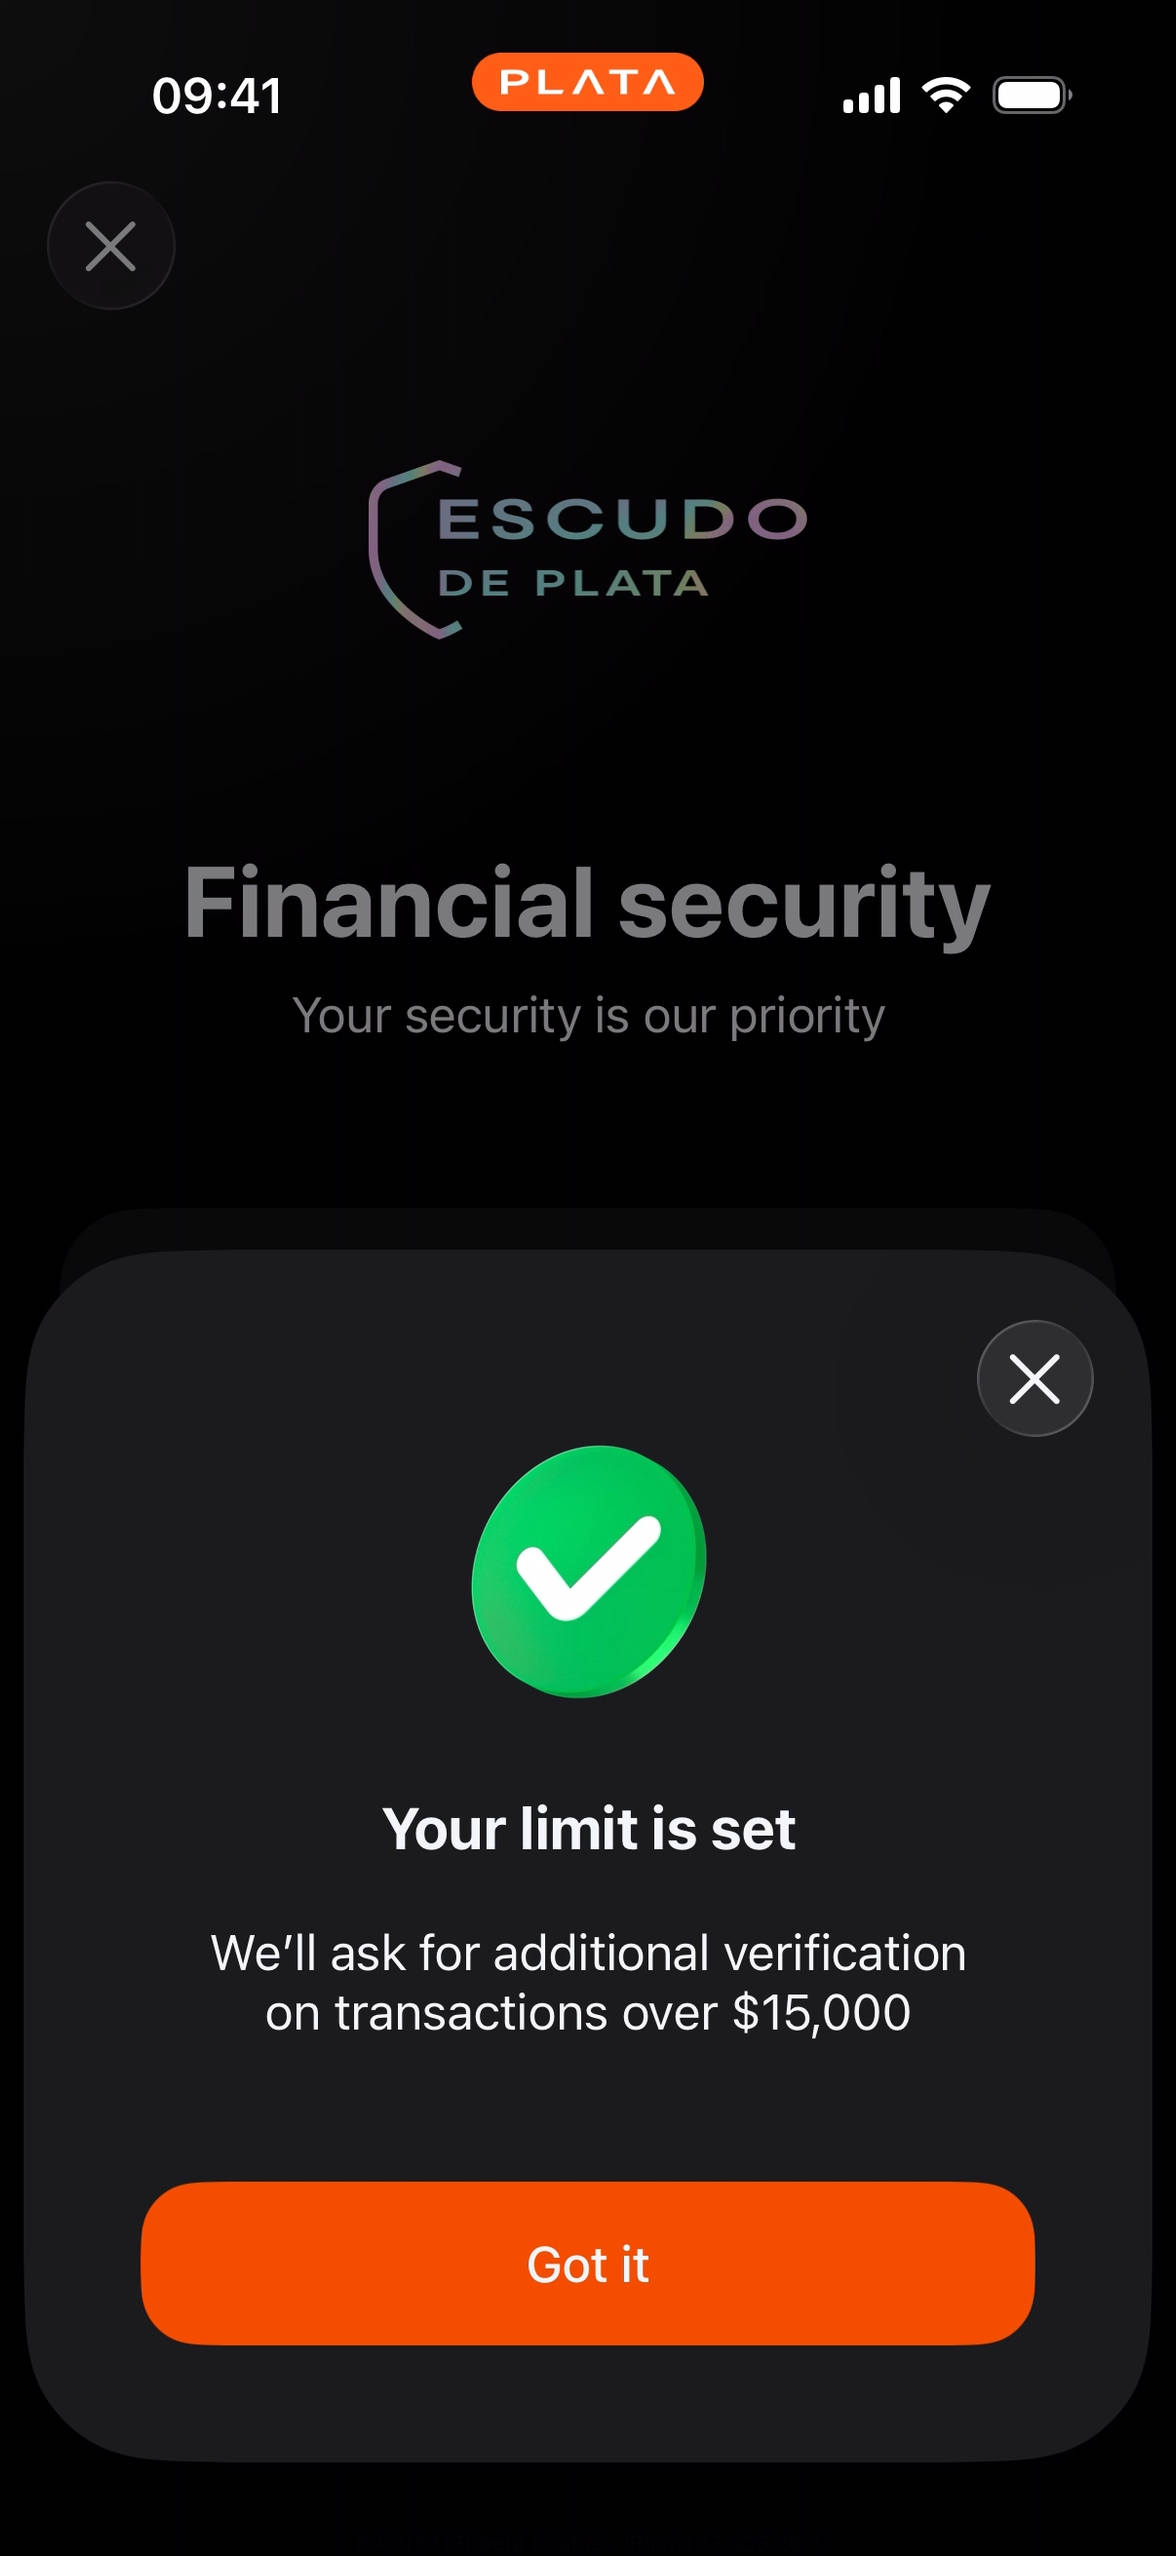 09:41
PLATA
ESCUDO
DE PLATA
Financial security
Your security is our priority
Your limit is set
We’ll ask for additional verification
on transactions over $15,000
Got it